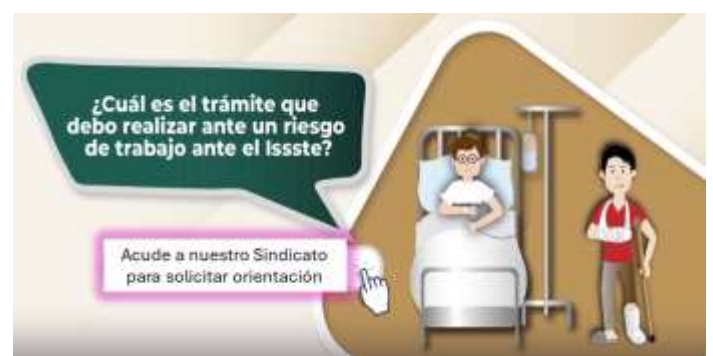 ¿Cuál es el trámite que
debo realizar ante un riesgo
de trabajo ante el Issste?
Acude a nuestro Sindicato
para solicitar orientación